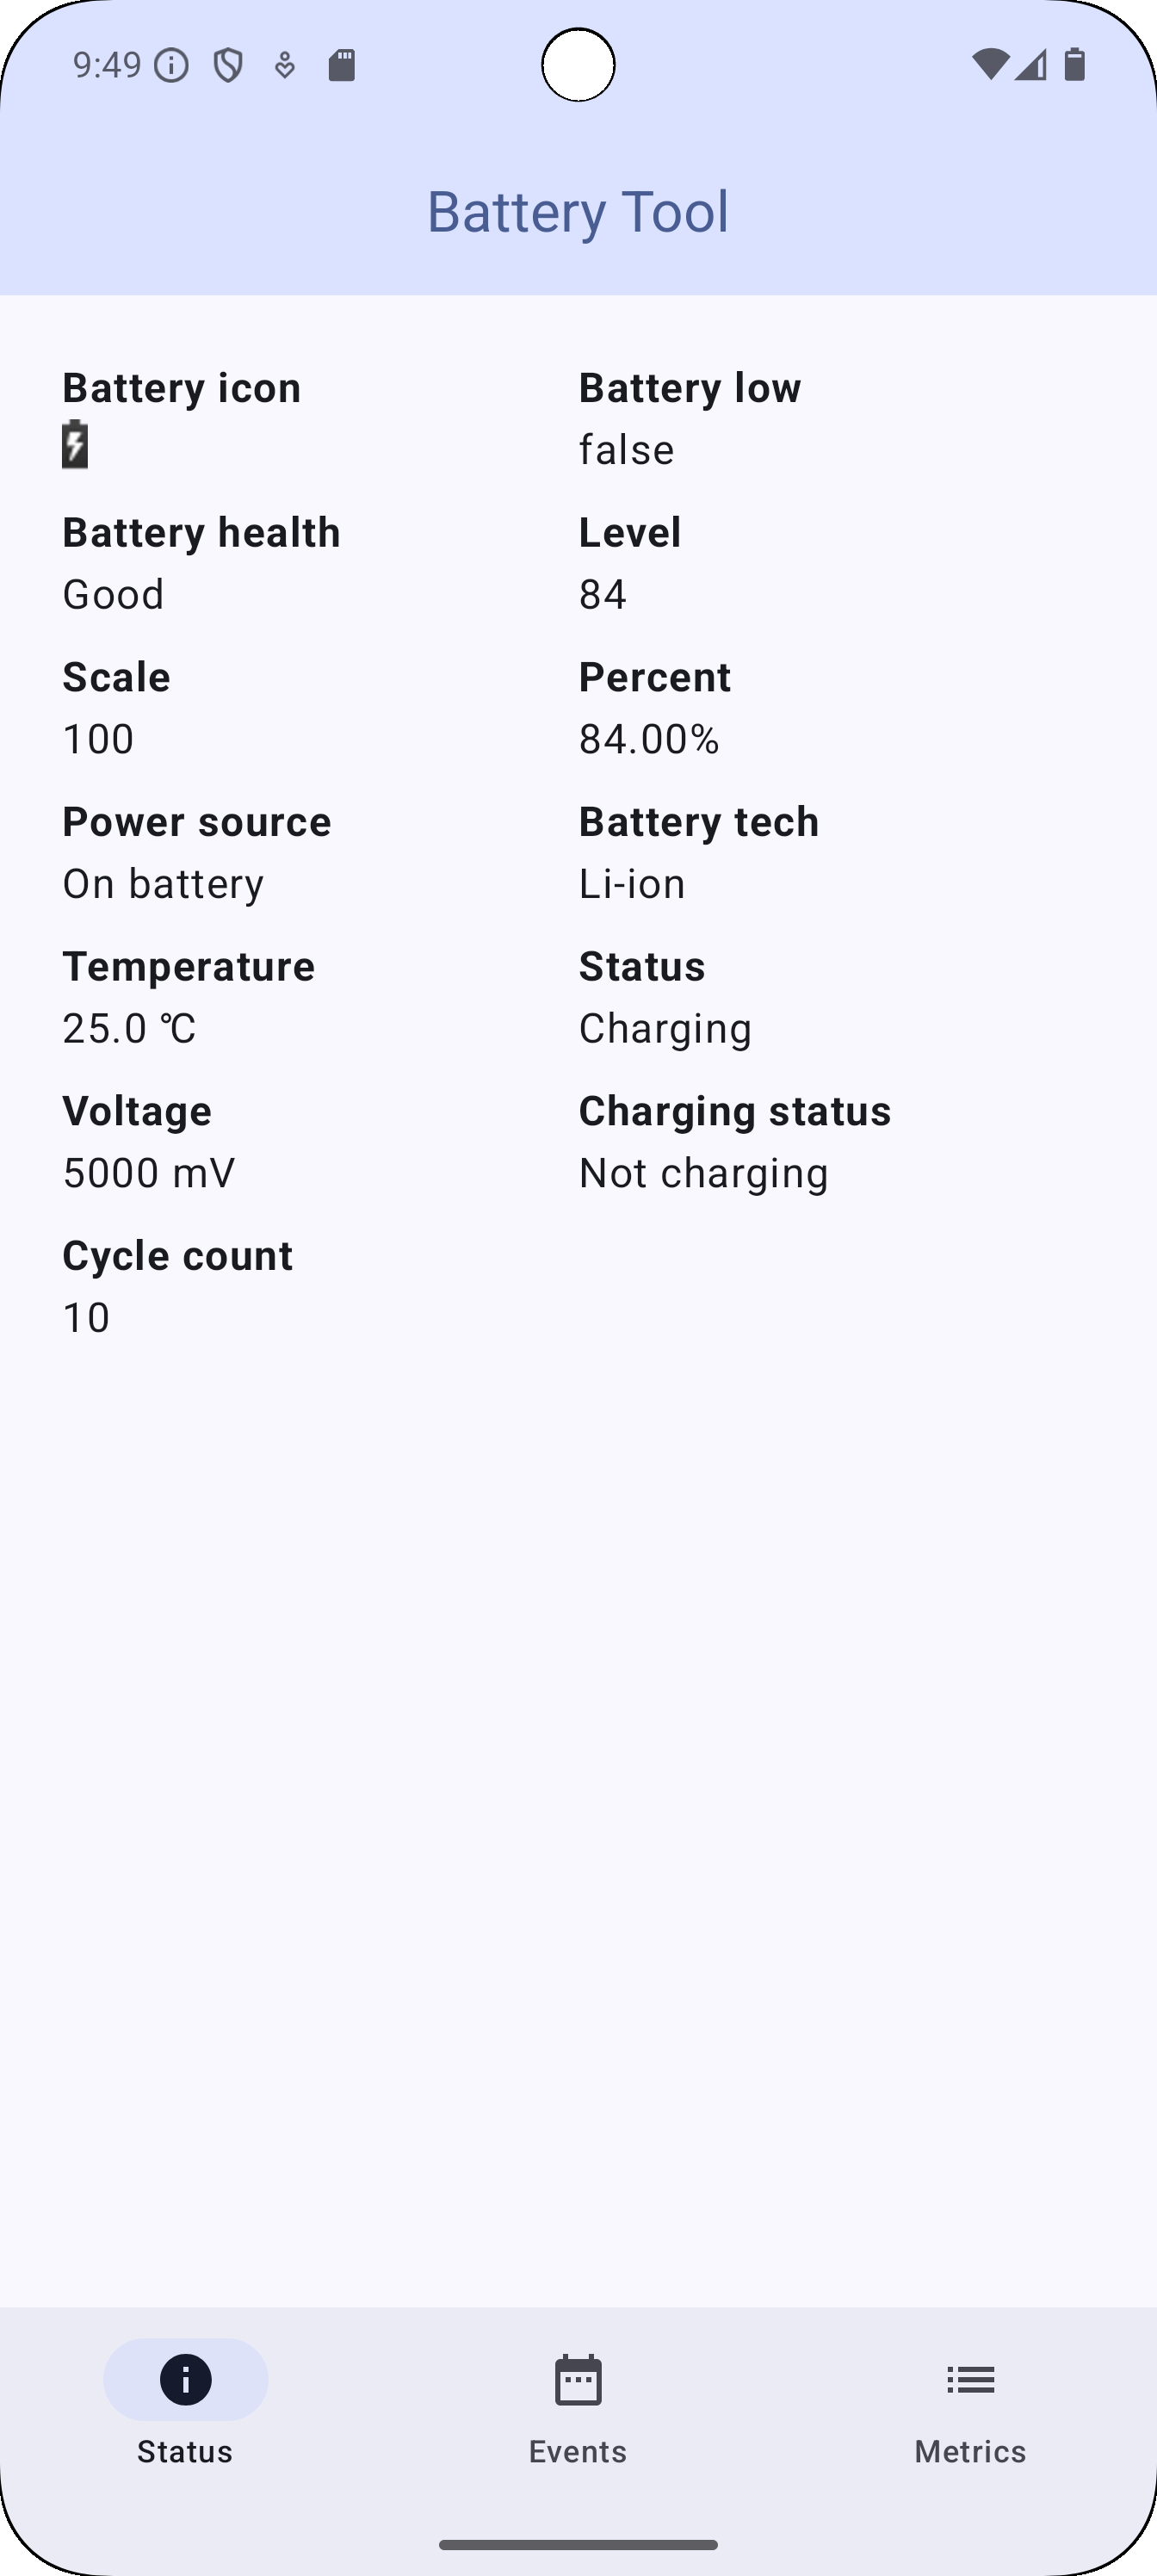 9:49
Battery Tool
Battery icon
Battery low
false
Battery health
Good
Level
84
Scale
100
Percent
84.00%
Power source
On battery
Battery tech
Li-ion
Temperature
25.0 ℃
Status
Charging
Voltage
5000 mV
Charging status
Not charging
Cycle count
10
Status
Events
Metrics